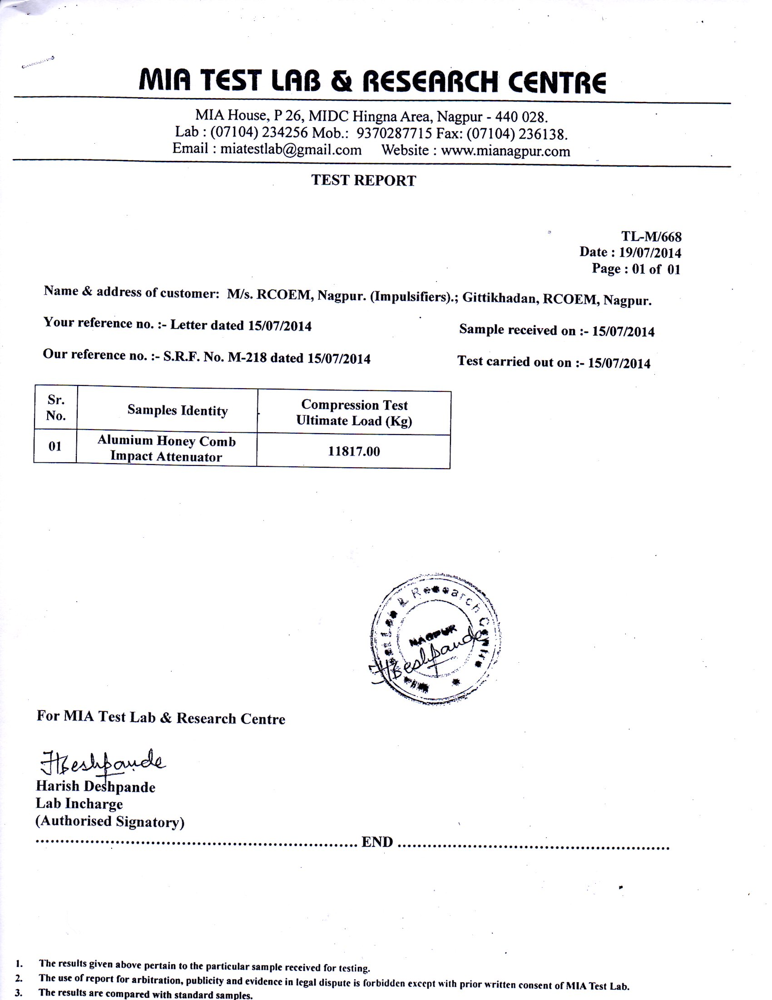 MIA TEST LAB & RESEARCH CENTRE
MIA House, P 26, MIDC Hingna Area, Nagpur - 440 028.
Lab : (07104) 234256 Mob.: 9370287715 Fax: (07104) 236138.
Email : miatestlab@gmail.com Website : www.mianagpur.com
TEST REPORT
TL-M/668
Date : 19/07/2014
Page : 01 of 01
Name & address of customer: M/s. RCOEM, Nagpur. (Impulsifiers).; Gittikhadan, RCOEM, Nagpur.
Your reference no. :- Letter dated 15/07/2014 Sample received on :- 15/07/2014
Our reference no. :- S.R.F. No. M-218 dated 15/07/2014 Test carried out on :- 15/07/2014
Sr.
No.
Samples Identity
Compression Test
Ultimate Load (Kg)
01
Alumium Honey Comb
Impact Attenuator
11817.00
Lab & Research Centre
NAGPUR
HDeshpande
For MIA Test Lab & Research Centre
HDeshpande
Harish Deshpande
Lab Incharge
(Authorised Signatory)
END
1. The results given above pertain to the particular sample received for testing.
2. The use of report for arbitration, publicity and evidence in legal dispute is forbidden except with prior written consent of MIA Test Lab.
3. The results are compared with standard samples.